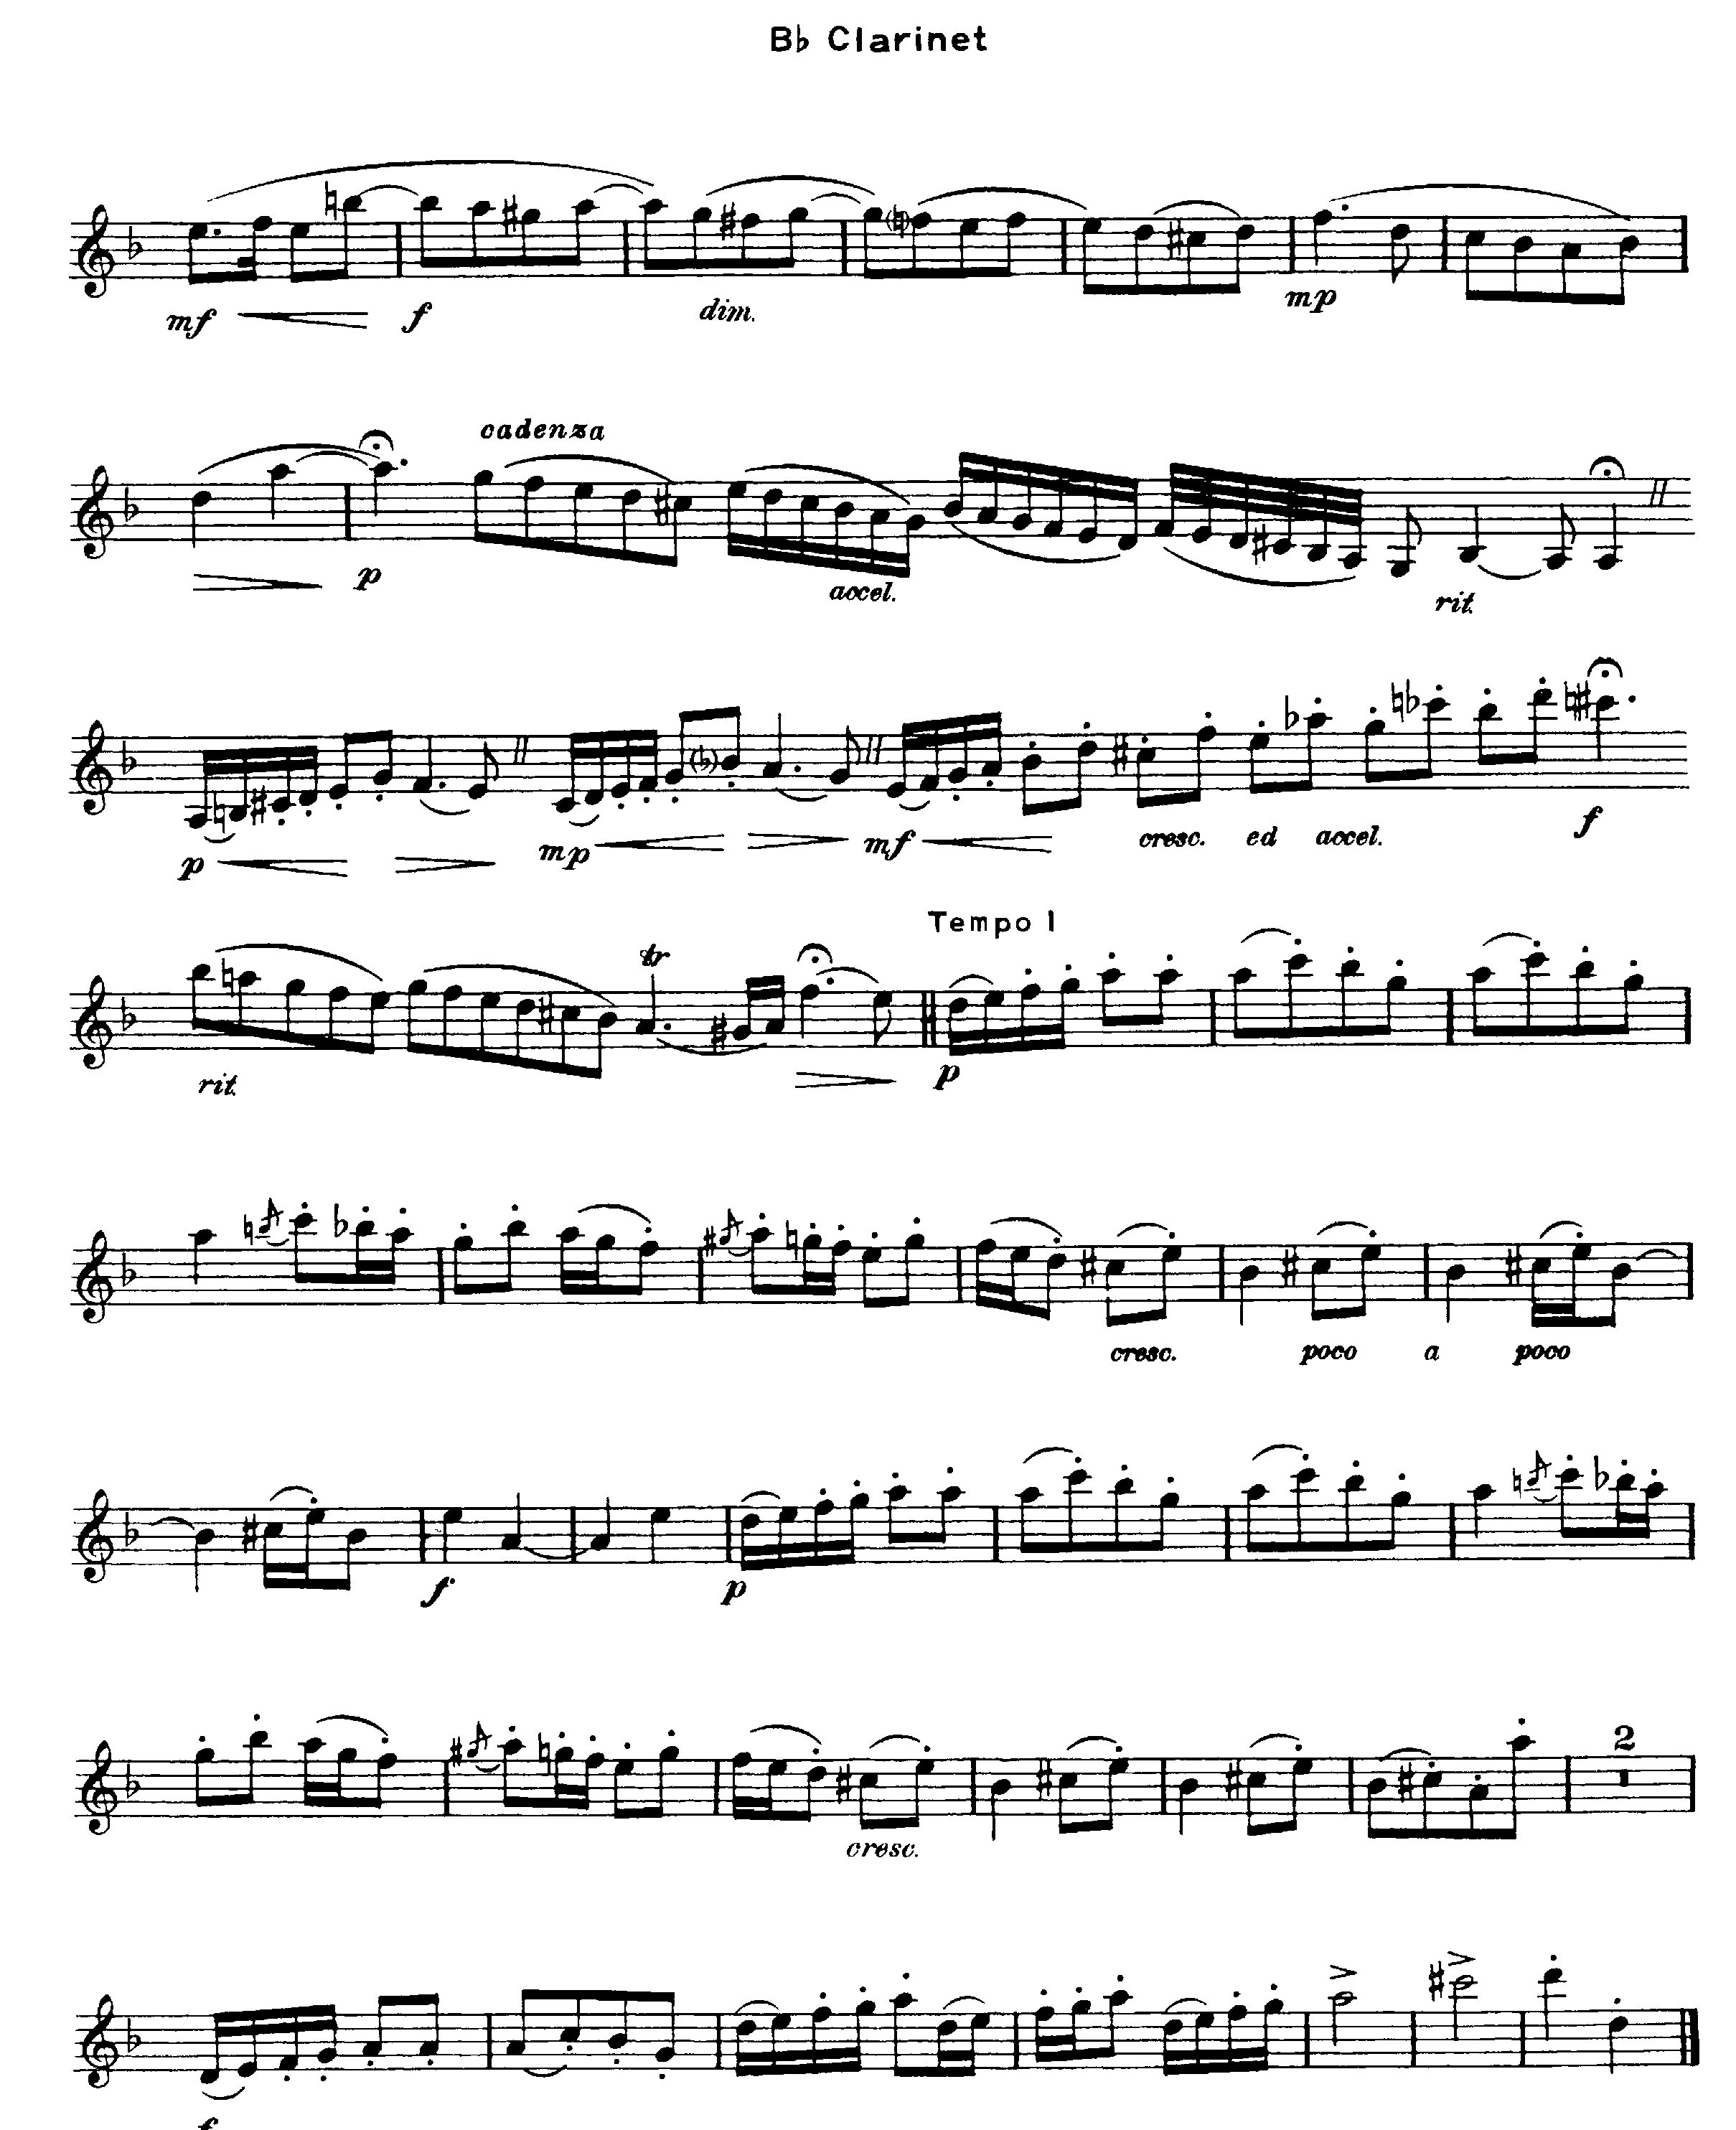 B♭ Clarinet
mf f dim. mp
cadenza
p accel. rit.
p mp mf cresc. ed accel. f
tr Tempo I
rit. p
cresc. poco a poco
f p
2
cresc.
f